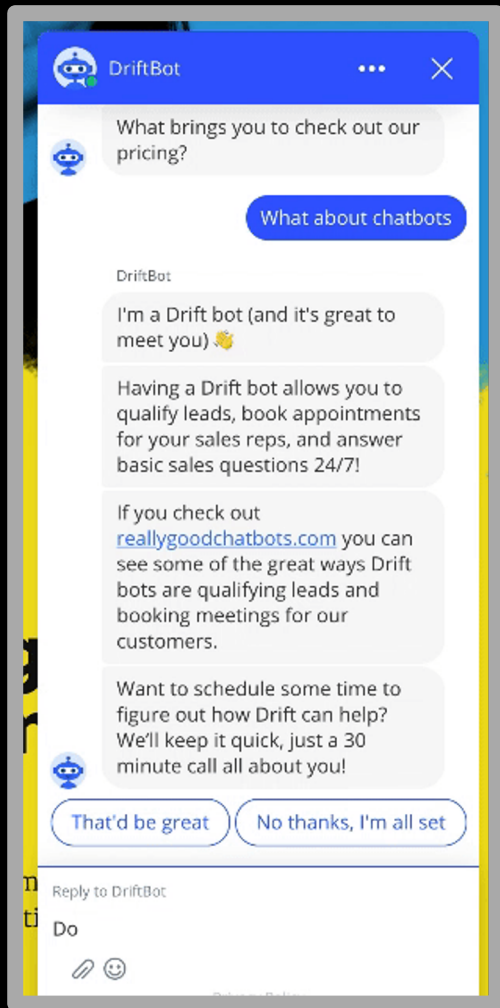 DriftBot
What brings you to check out our
pricing?
What about chatbots
DriftBot
I'm a Drift bot (and it's great to
meet you) 👋
Having a Drift bot allows you to
qualify leads, book appointments
for your sales reps, and answer
basic sales questions 24/7!
If you check out
reallygoodchatbots.com you can
see some of the great ways Drift
bots are qualifying leads and
booking meetings for our
customers.
Want to schedule some time to
figure out how Drift can help?
We'll keep it quick, just a 30
minute call all about you!
That'd be great
No thanks, I'm all set
Reply to DriftBot
Do